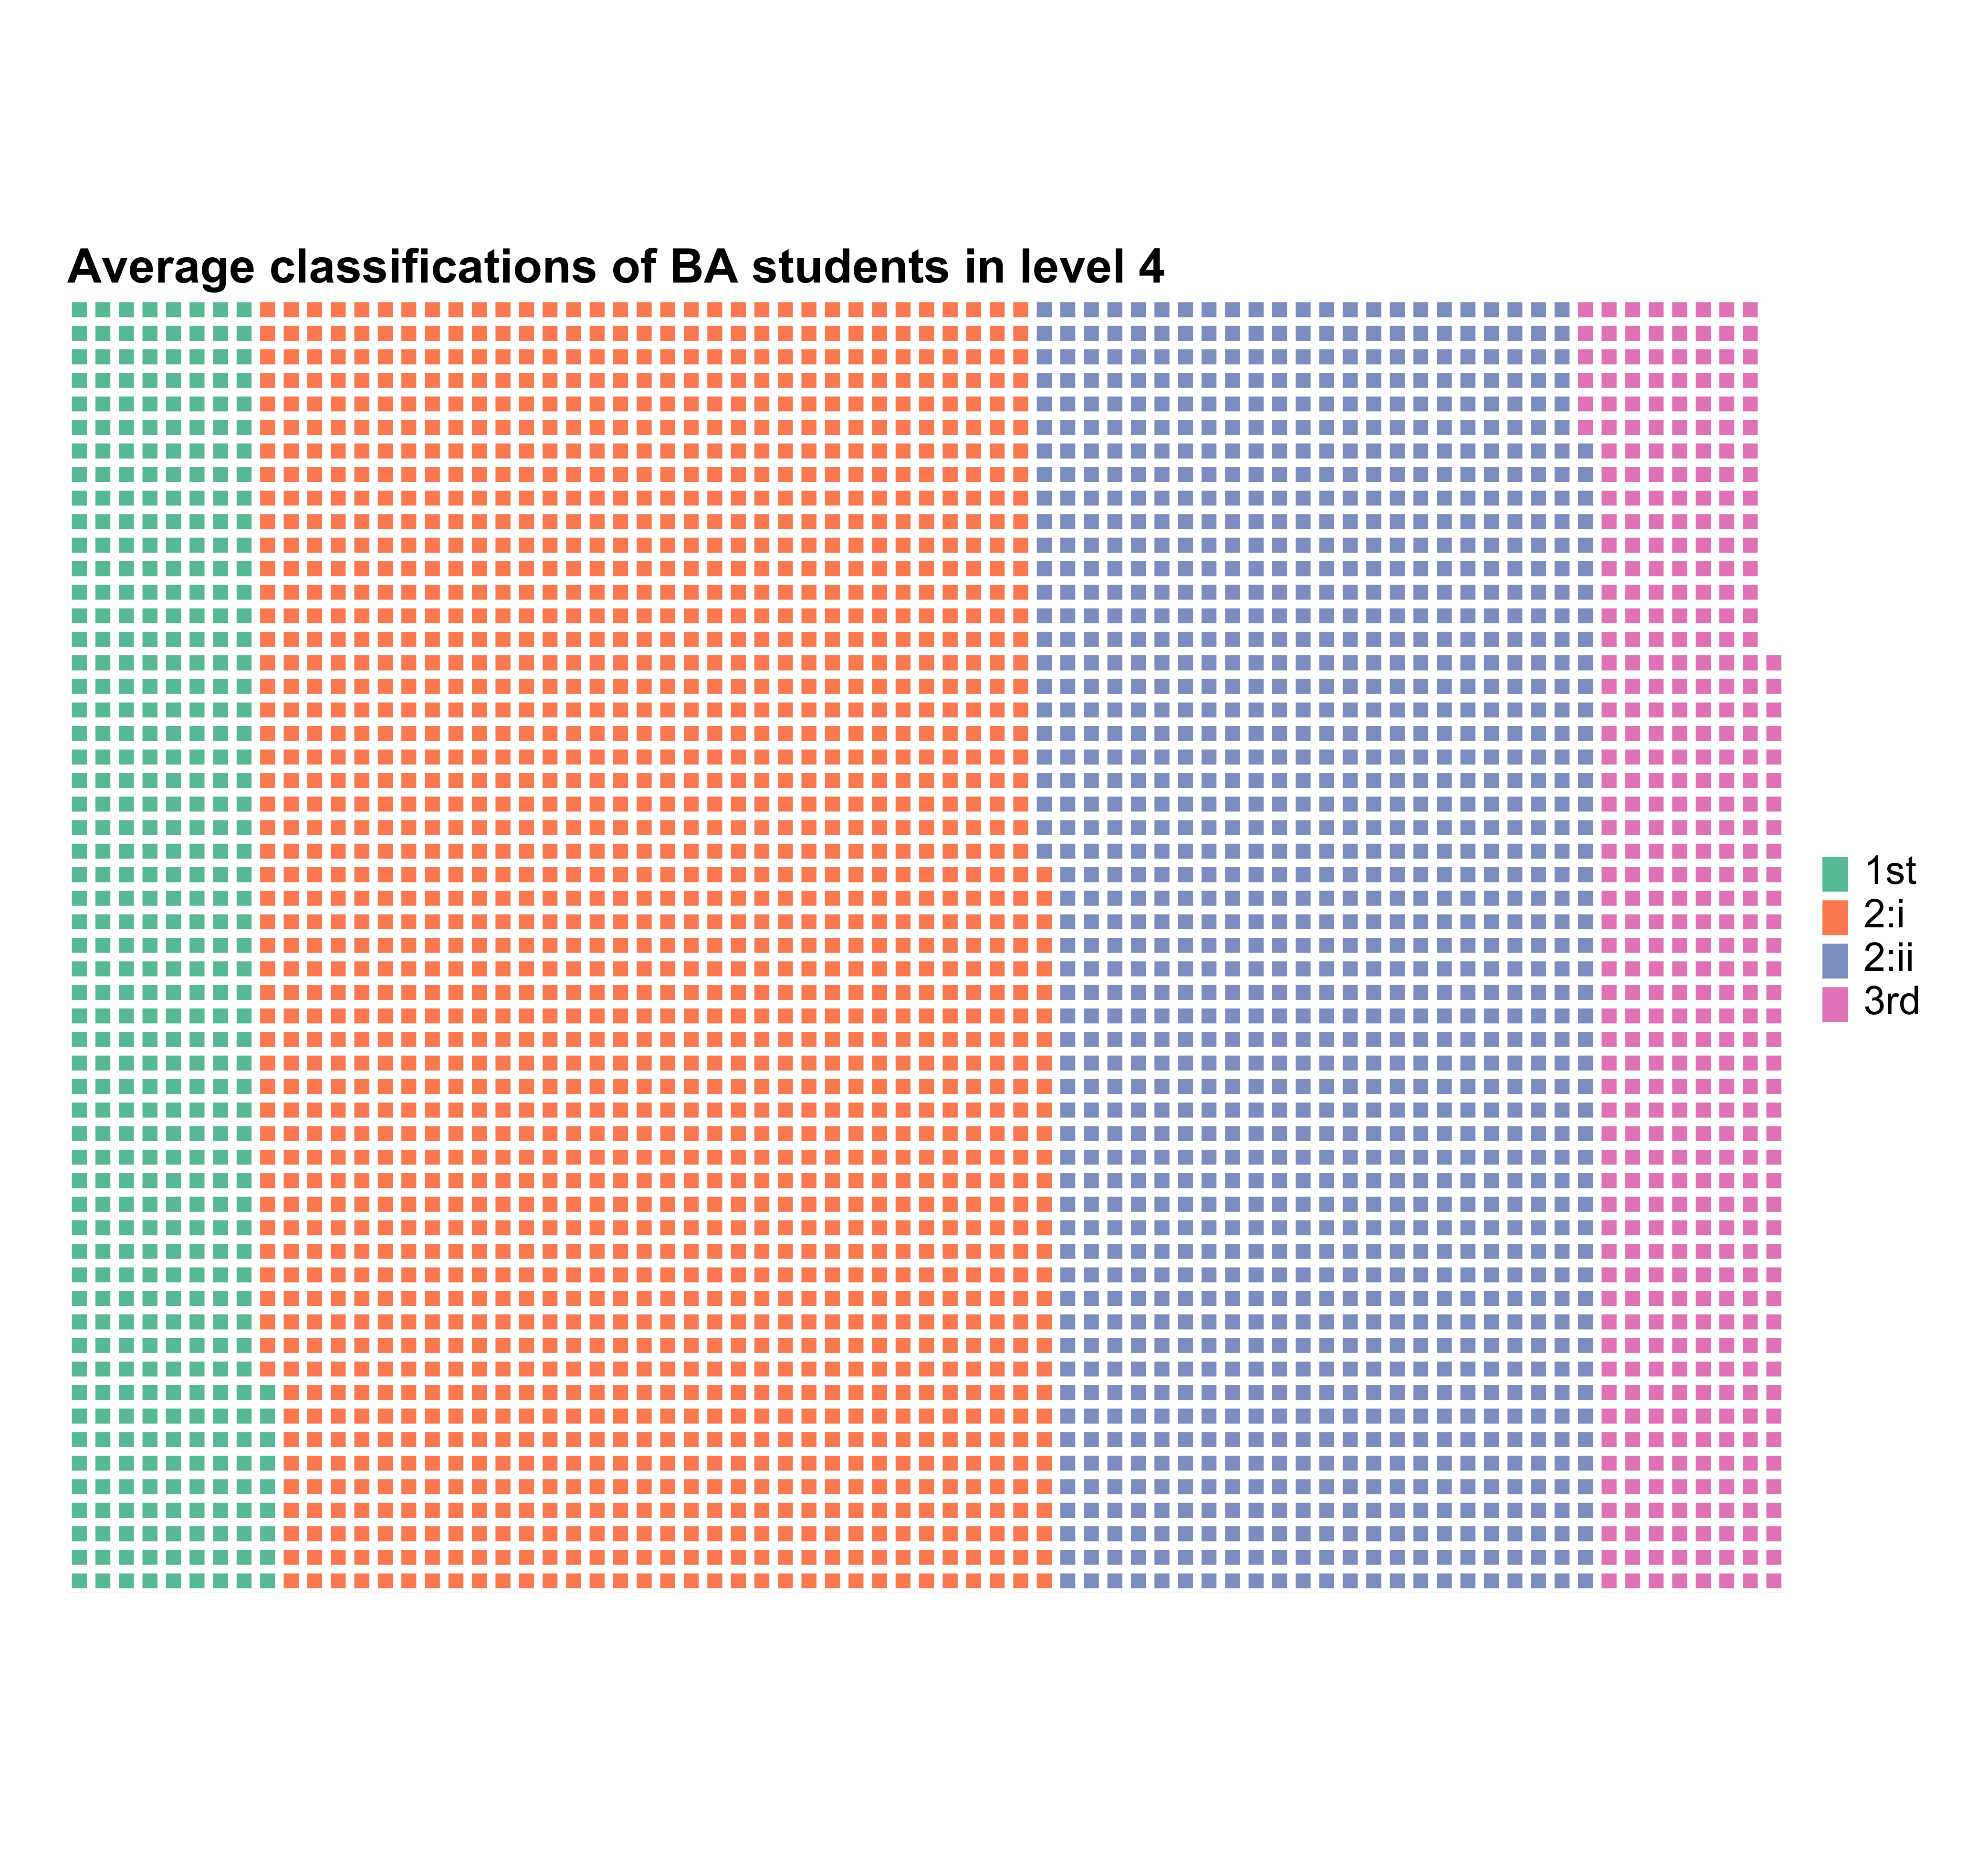 Average classifications of BA students in level 4
1st
2:i
2:ii
3rd